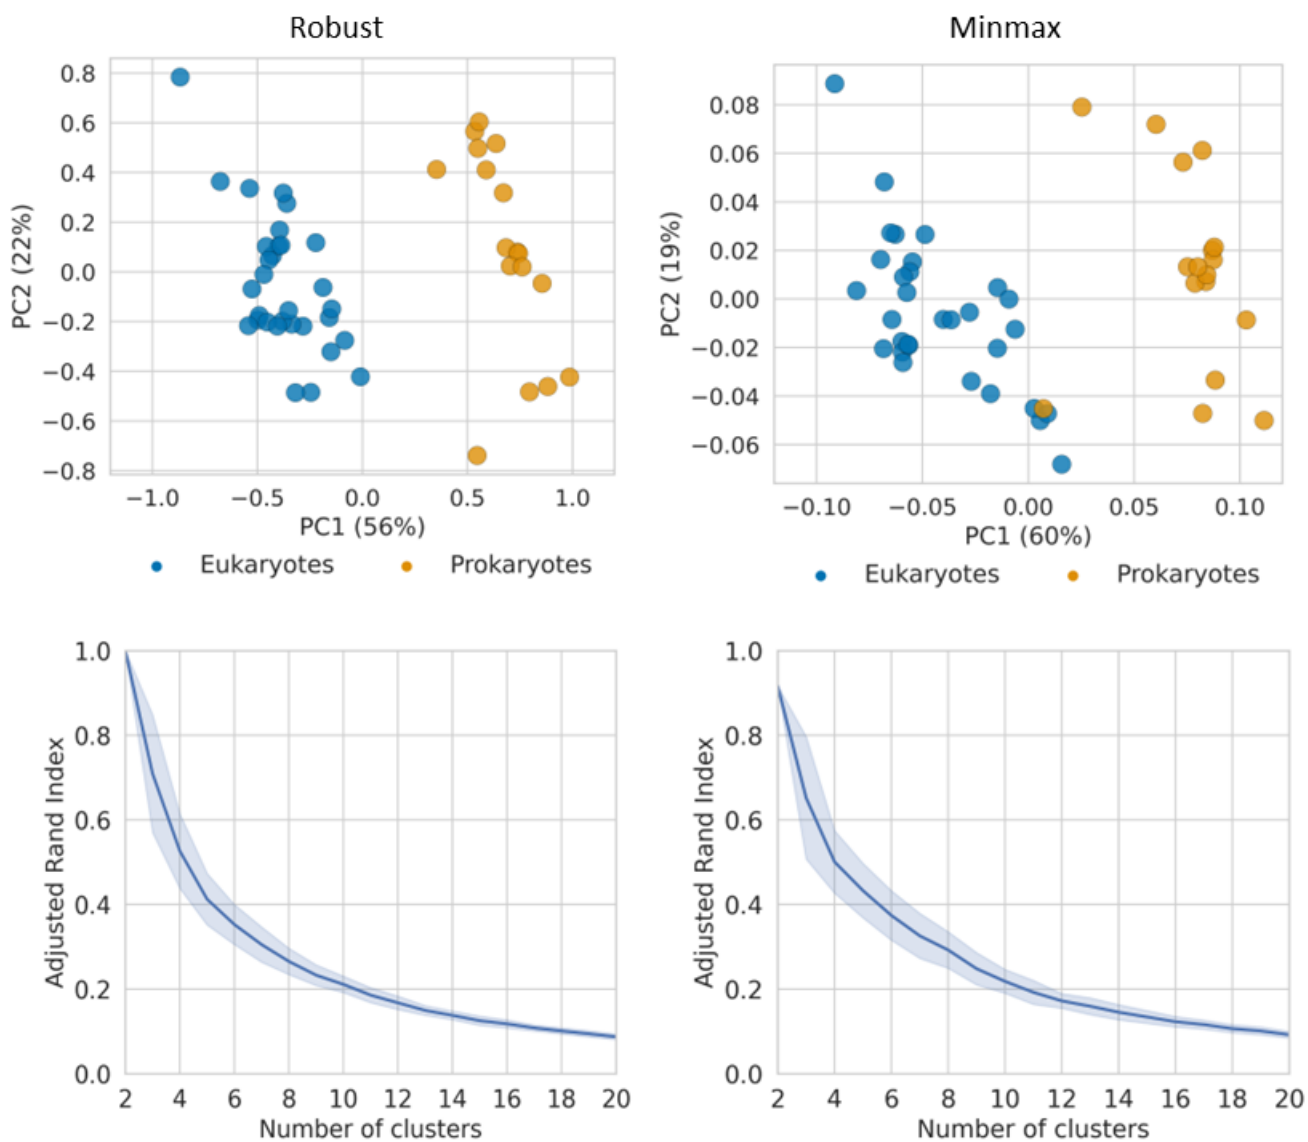 Robust
0.8
0.6
0.4
0.2
0.0
−0.2
−0.4
−0.6
−0.8
PC2 (22%)
−1.0 −0.5 0.0 0.5 1.0
PC1 (56%)
Eukaryotes Prokaryotes
Minmax
0.08
0.06
0.04
0.02
0.00
−0.02
−0.04
−0.06
PC2 (19%)
−0.10 −0.05 0.00 0.05 0.10
PC1 (60%)
Eukaryotes Prokaryotes
1.0
0.8
0.6
0.4
0.2
0.0
Adjusted Rand Index
2 4 6 8 10 12 14 16 18 20
Number of clusters
1.0
0.8
0.6
0.4
0.2
0.0
Adjusted Rand Index
2 4 6 8 10 12 14 16 18 20
Number of clusters